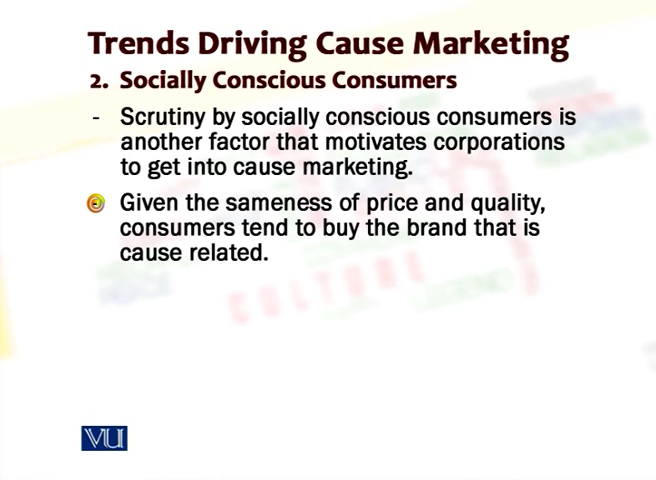 Trends Driving Cause Marketing
2. Socially Conscious Consumers
- Scrutiny by socially conscious consumers is
another factor that motivates corporations
to get into cause marketing.
Given the sameness of price and quality,
consumers tend to buy the brand that is
cause related.
CULTURE
VU